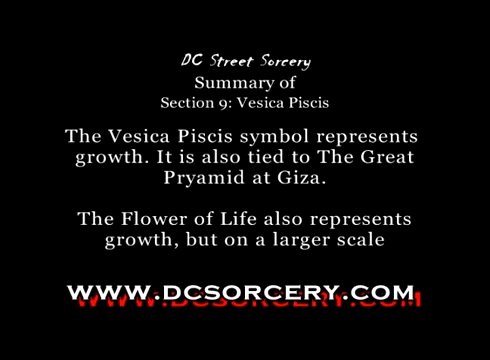 DC Street Sorcery
Summary of
Section 9: Vesica Piscis
The Vesica Piscis symbol represents
growth. It is also tied to The Great
Pryamid at Giza.
The Flower of Life also represents
growth, but on a larger scale
WWW.DCSORCERY.COM